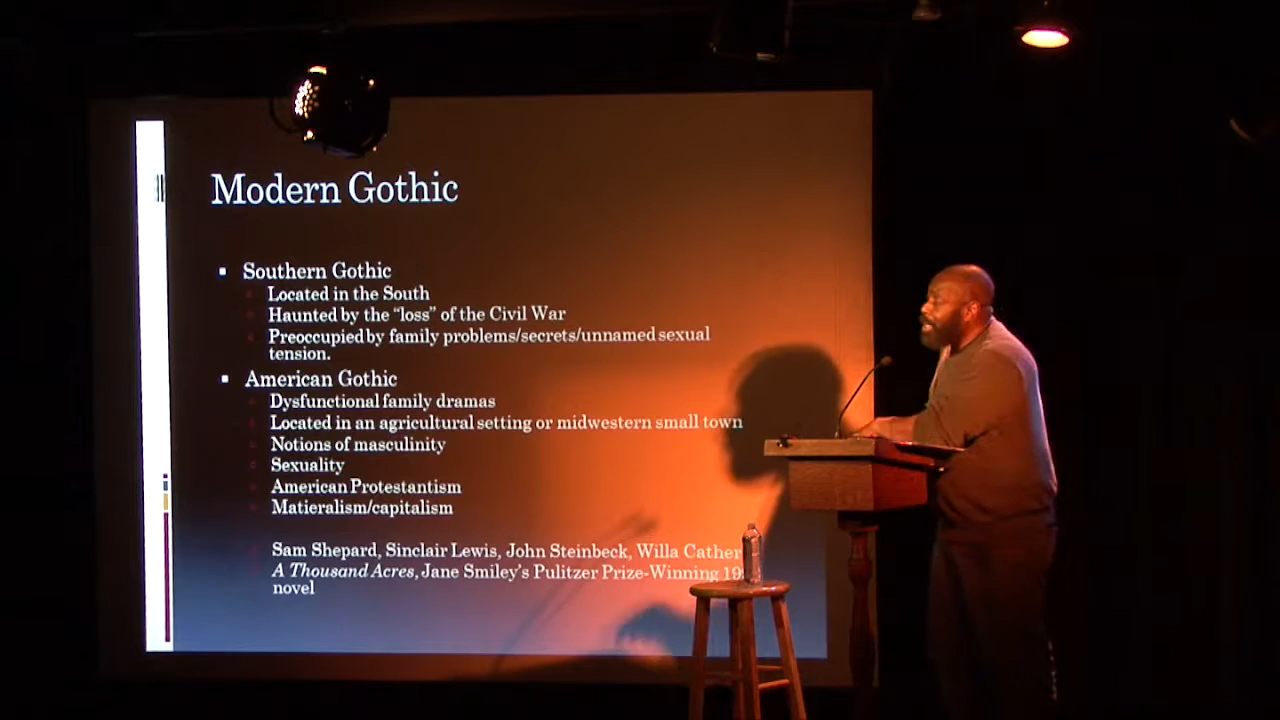 Modern Gothic
Southern Gothic
Located in the South
Haunted by the “loss” of the Civil War
Preoccupied by family problems/secrets/unnamed sexual
tension.
American Gothic
Dysfunctional family dramas
Located in an agricultural setting or midwestern small town
Notions of masculinity
Sexuality
American Protestantism
Matieralism/capitalism
Sam Shepard, Sinclair Lewis, John Steinbeck, Willa Cather
A Thousand Acres, Jane Smiley’s Pulitzer Prize-Winning
novel